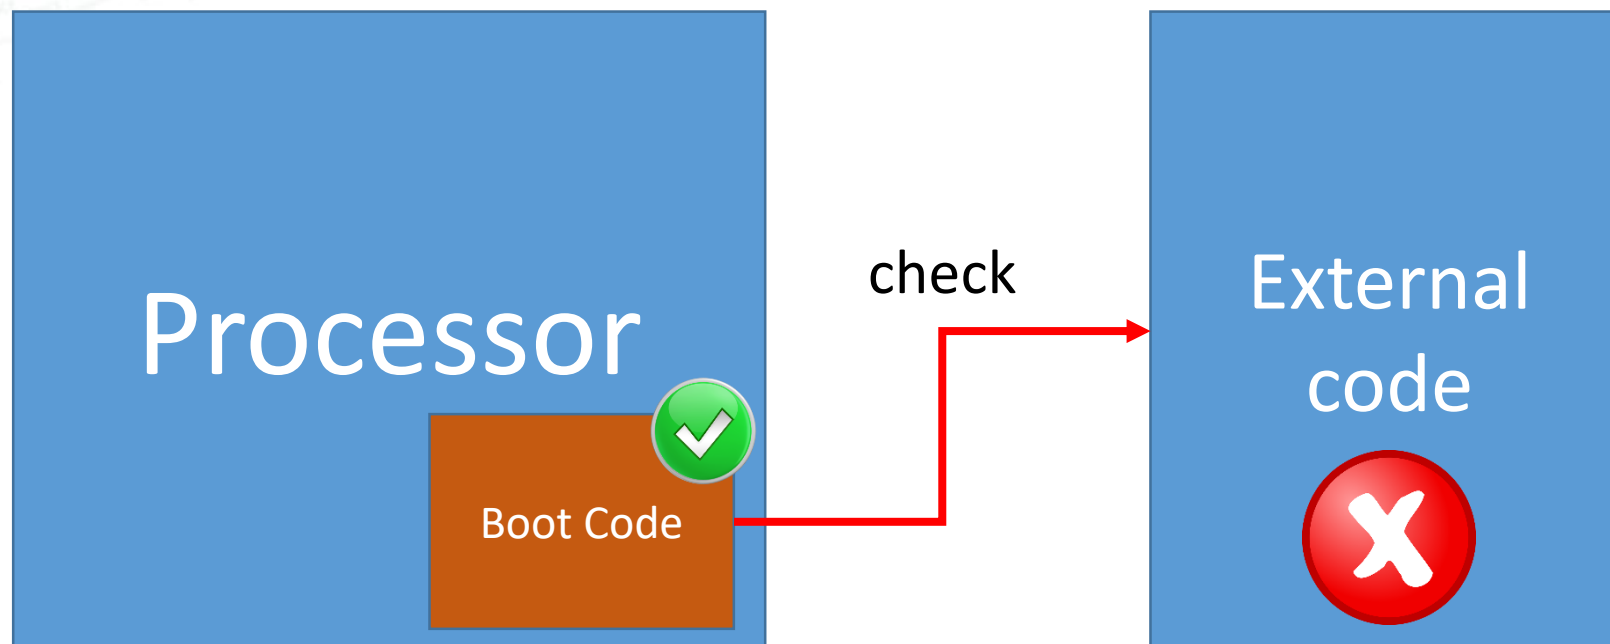 Processor
Boot Code
check
External
code